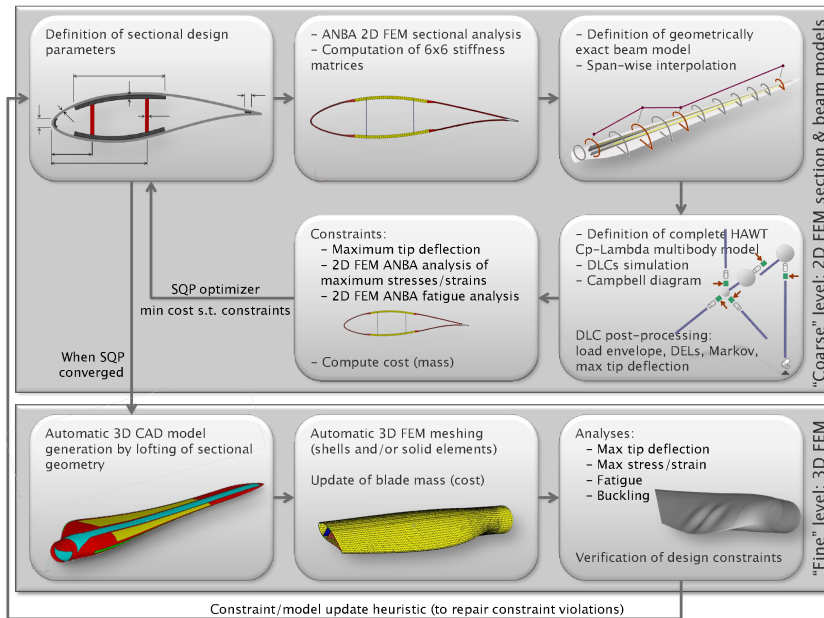 Definition of sectional design
parameters
- ANBA 2D FEM sectional analysis
- Computation of 6x6 stiffness
matrices
- Definition of geometrically
exact beam model
- Span-wise interpolation
"Coarse" level: 2D FEM section & beam models
Constraints:
- Maximum tip deflection
- 2D FEM ANBA analysis of
maximum stresses/strains
- 2D FEM ANBA fatigue analysis
- Compute cost (mass)
- Definition of complete HAWT
Cp-Lambda multibody model
- DLCs simulation
- Campbell diagram
DLC post-processing:
load envelope, DELs, Markov,
max tip deflection
SQP optimizer
min cost s.t. constraints
When SQP
converged
Automatic 3D CAD model
generation by lofting of sectional
geometry
Automatic 3D FEM meshing
(shells and/or solid elements)
Update of blade mass (cost)
Analyses:
- Max tip deflection
- Max stress/strain
- Fatigue
- Buckling
Verification of design constraints
"Fine" level: 3D FEM
Constraint/model update heuristic (to repair constraint violations)